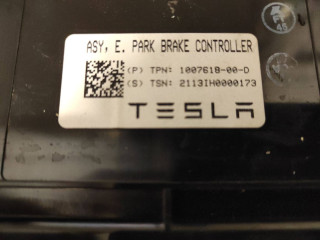 ASY, E. PARK BRAKE CONTROLLER
(P) TPN: 1007618-00-D
(S) TSN: 2113IH0000173
TESLA